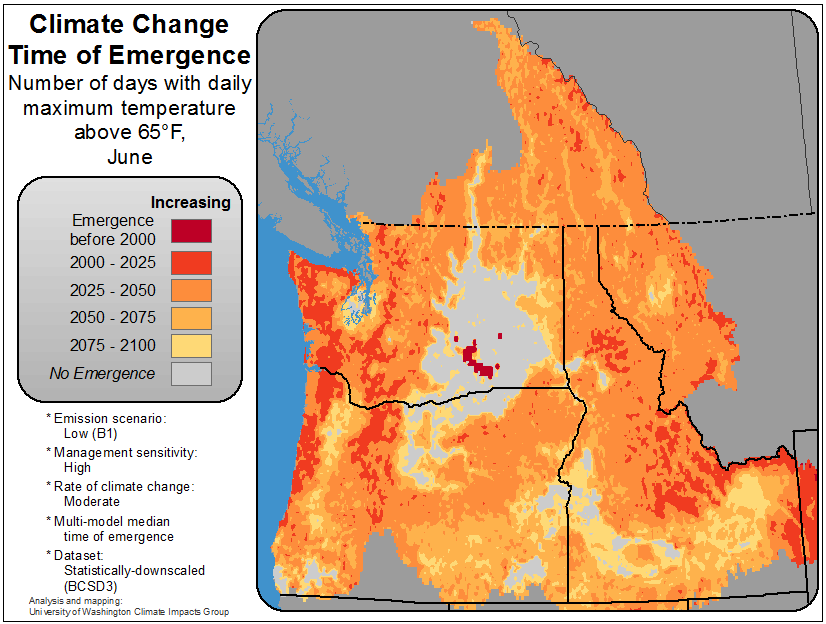 Climate Change
Time of Emergence
Number of days with daily
maximum temperature
above 65°F,
June
Increasing
Emergence
before 2000
2000 - 2025
2025 - 2050
2050 - 2075
2075 - 2100
No Emergence
* Emission scenario:
Low (B1)
* Management sensitivity:
High
* Rate of climate change:
Moderate
* Multi-model median
time of emergence
* Dataset:
Statistically-downscaled
(BCSD3)
Analysis and mapping:
University of Washington Climate Impacts Group